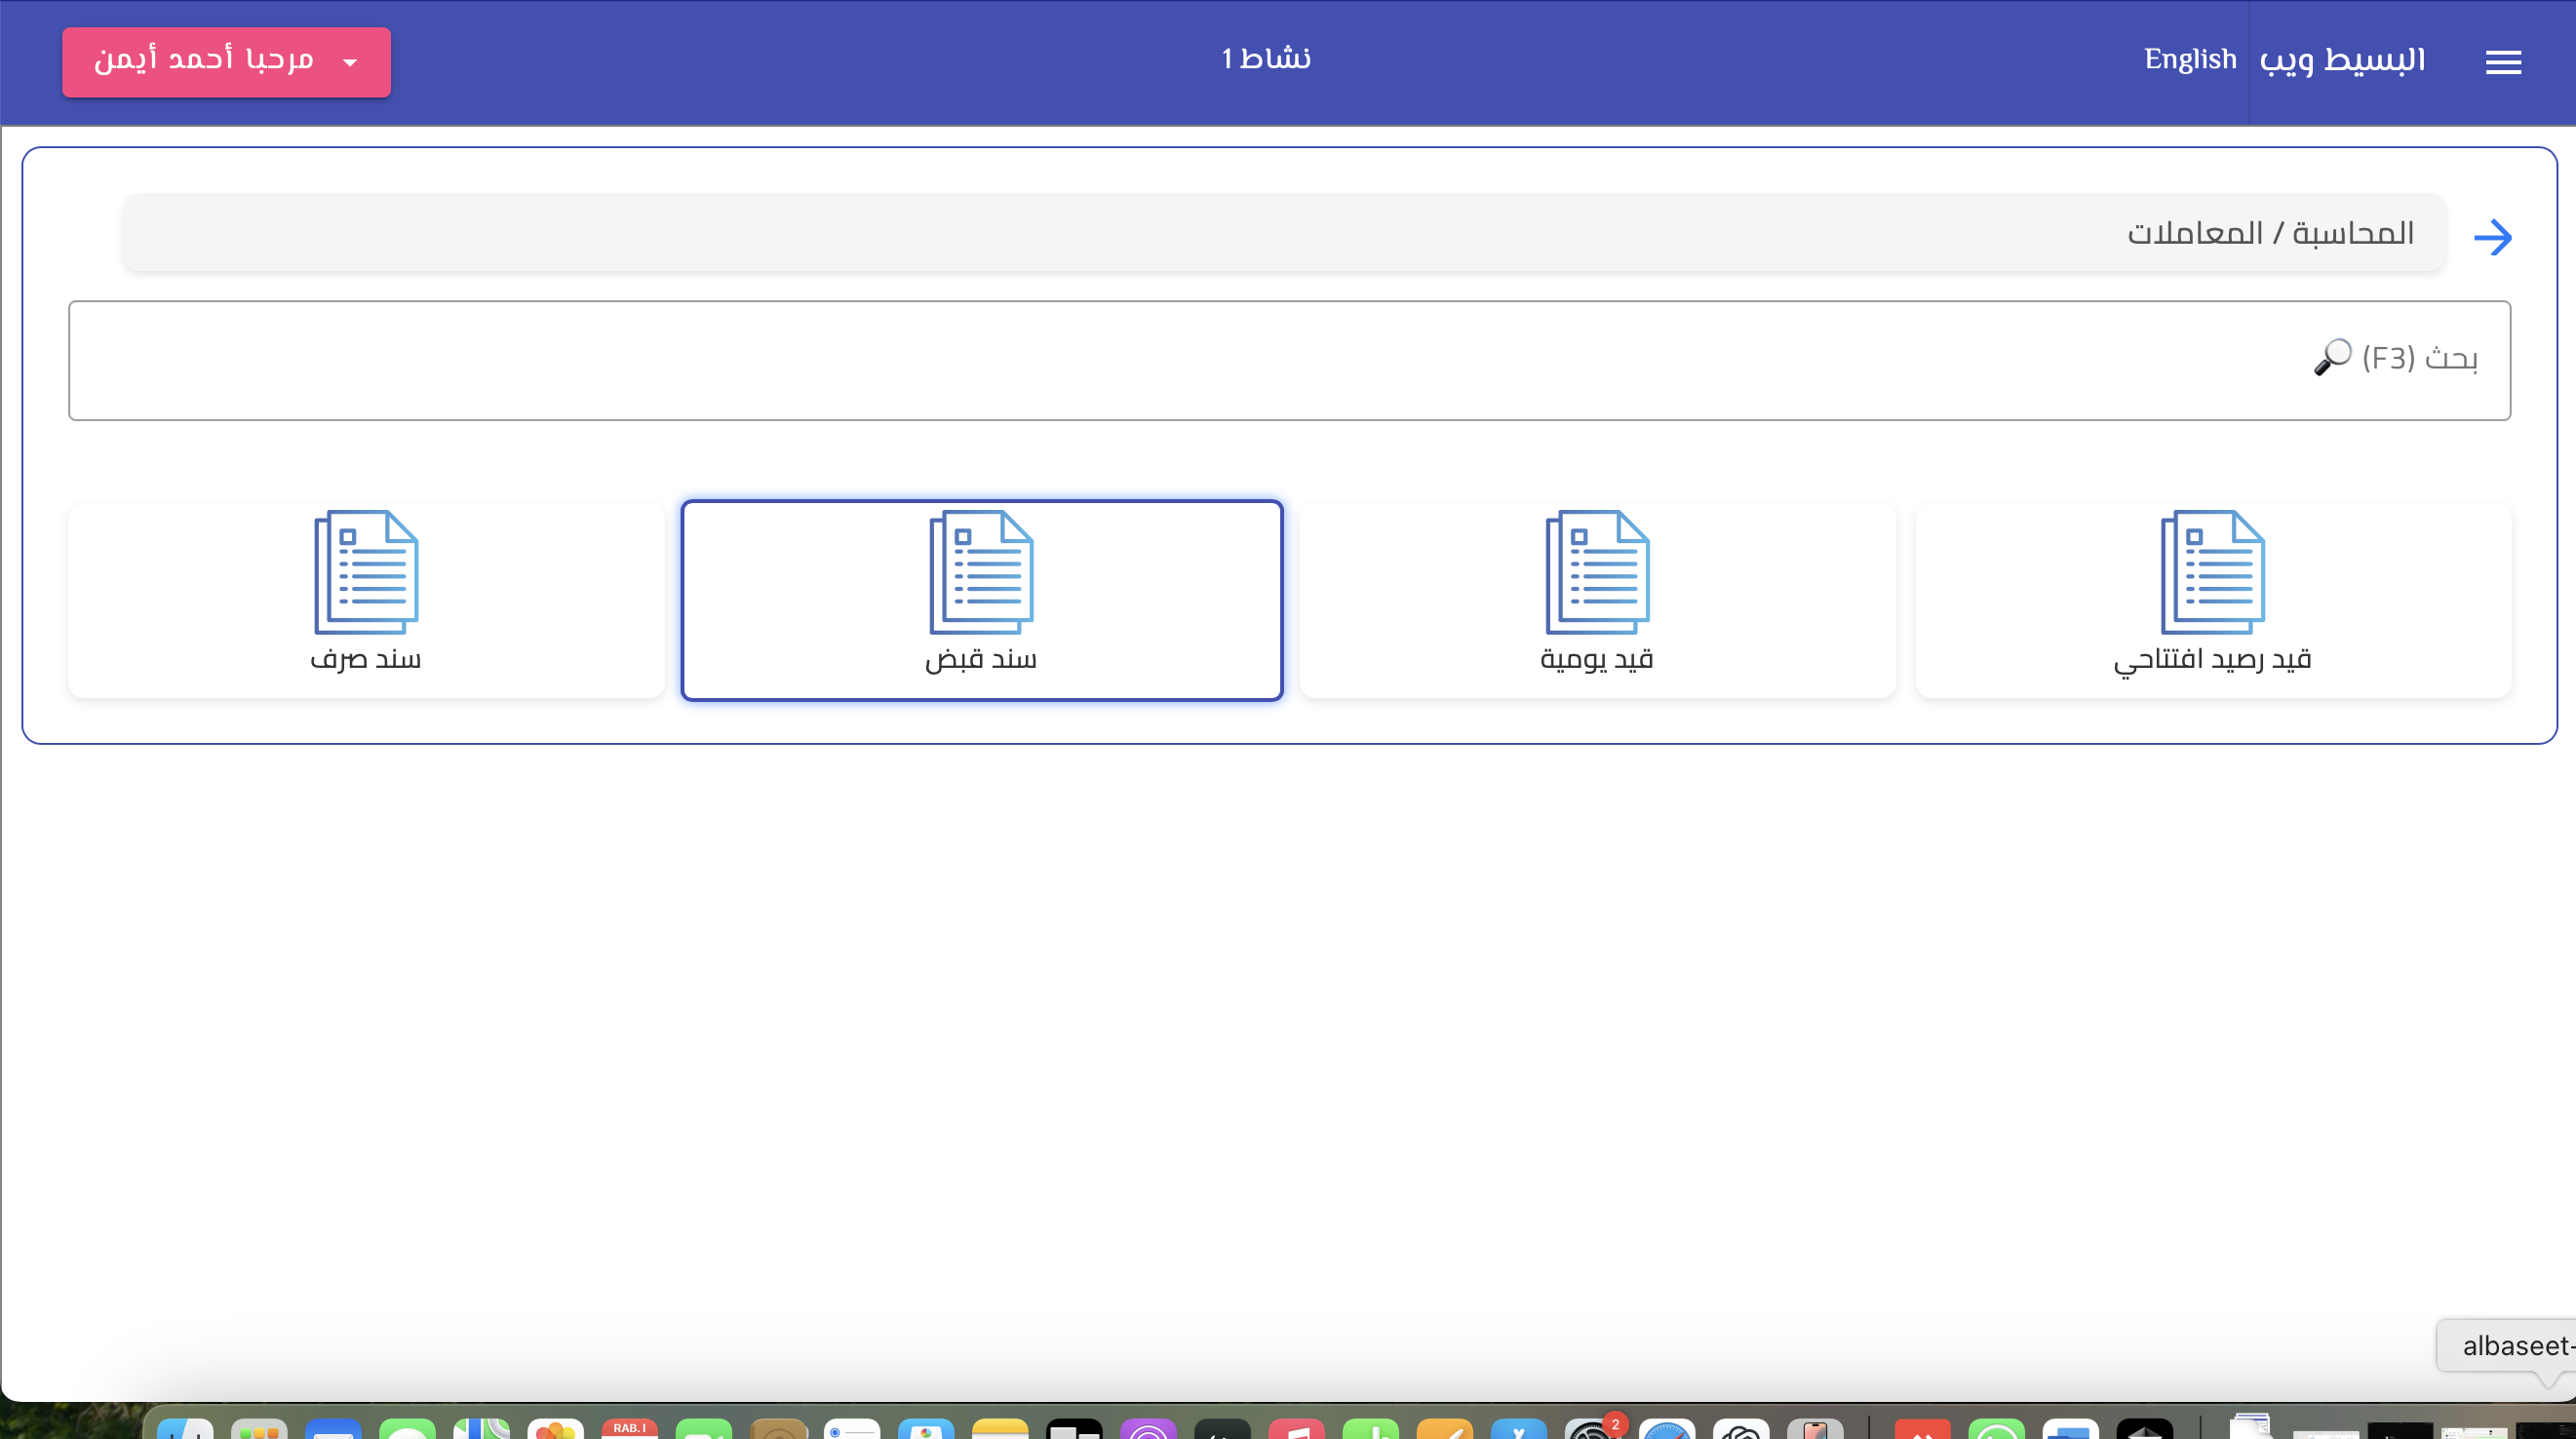 البسيط ويب
English
نشاط 1
مرحبا أحمد أيمن
المحاسبة / المعاملات
بحث (F3) 🔎
قيد رصيد افتتاحي
قيد يومية
سند قبض
سند صرف
albaseet-
RAB. I
2